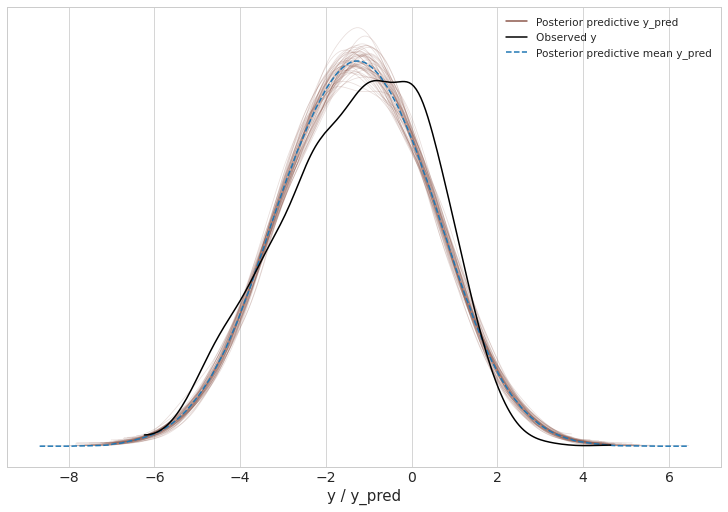 Posterior predictive y_pred
Observed y
Posterior predictive mean y_pred
−8 −6 −4 −2 0 2 4 6
y / y_pred